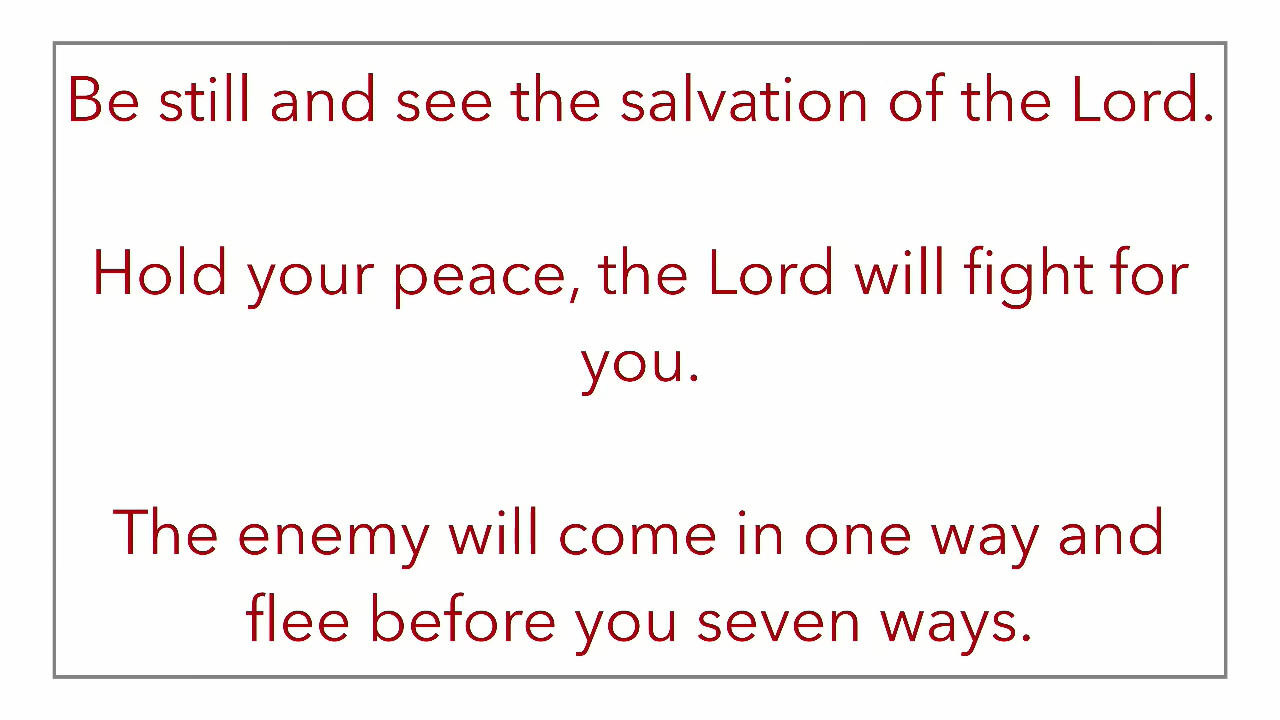 Be still and see the salvation of the Lord.
Hold your peace, the Lord will fight for
you.
The enemy will come in one way and
flee before you seven ways.